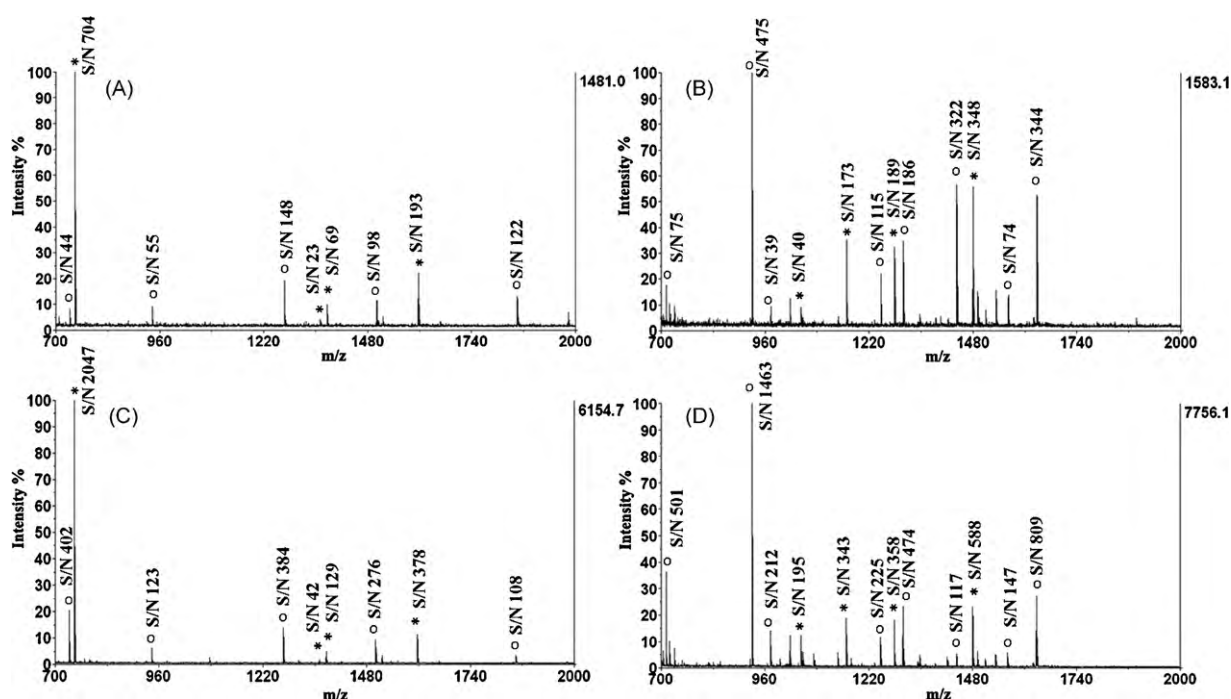 * S/N 704
100
90
80
70
60
50
40
30
20
10
0
Intensity %
(A)
1481.0
o S/N 44
o S/N 55
o S/N 148
* S/N 23
* S/N 69
o S/N 98
* S/N 193
o S/N 122
700 960 1220 1480 1740 2000
m/z
o S/N 475
100
90
80
70
60
50
40
30
20
10
0
Intensity %
(B)
1583.1
o S/N 75
o S/N 39
* S/N 40
* S/N 173
o S/N 115
* S/N 189
o S/N 186
o S/N 322
* S/N 348
o S/N 74
o S/N 344
700 960 1220 1480 1740 2000
m/z
* S/N 2047
100
90
80
70
60
50
40
30
20
10
0
Intensity %
(C)
6154.7
o S/N 402
o S/N 123
o S/N 384
* S/N 42
* S/N 129
o S/N 276
* S/N 378
o S/N 108
700 960 1220 1480 1740 2000
m/z
o S/N 1463
100
90
80
70
60
50
40
30
20
10
0
Intensity %
(D)
7756.1
S/N 501
o S/N 212
* S/N 195
* S/N 343
o S/N 225
* S/N 358
o S/N 474
o S/N 117
* S/N 588
o S/N 147
o S/N 809
700 960 1220 1480 1740 2000
m/z